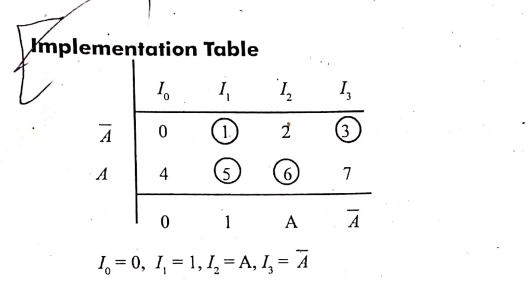 Implementation Table
I₀ I₁ I₂ I₃
A̅ 0 1 2 3
A 4 5 6 7
0 1 A A̅
I₀ = 0, I₁ = 1, I₂ = A, I₃ = A̅